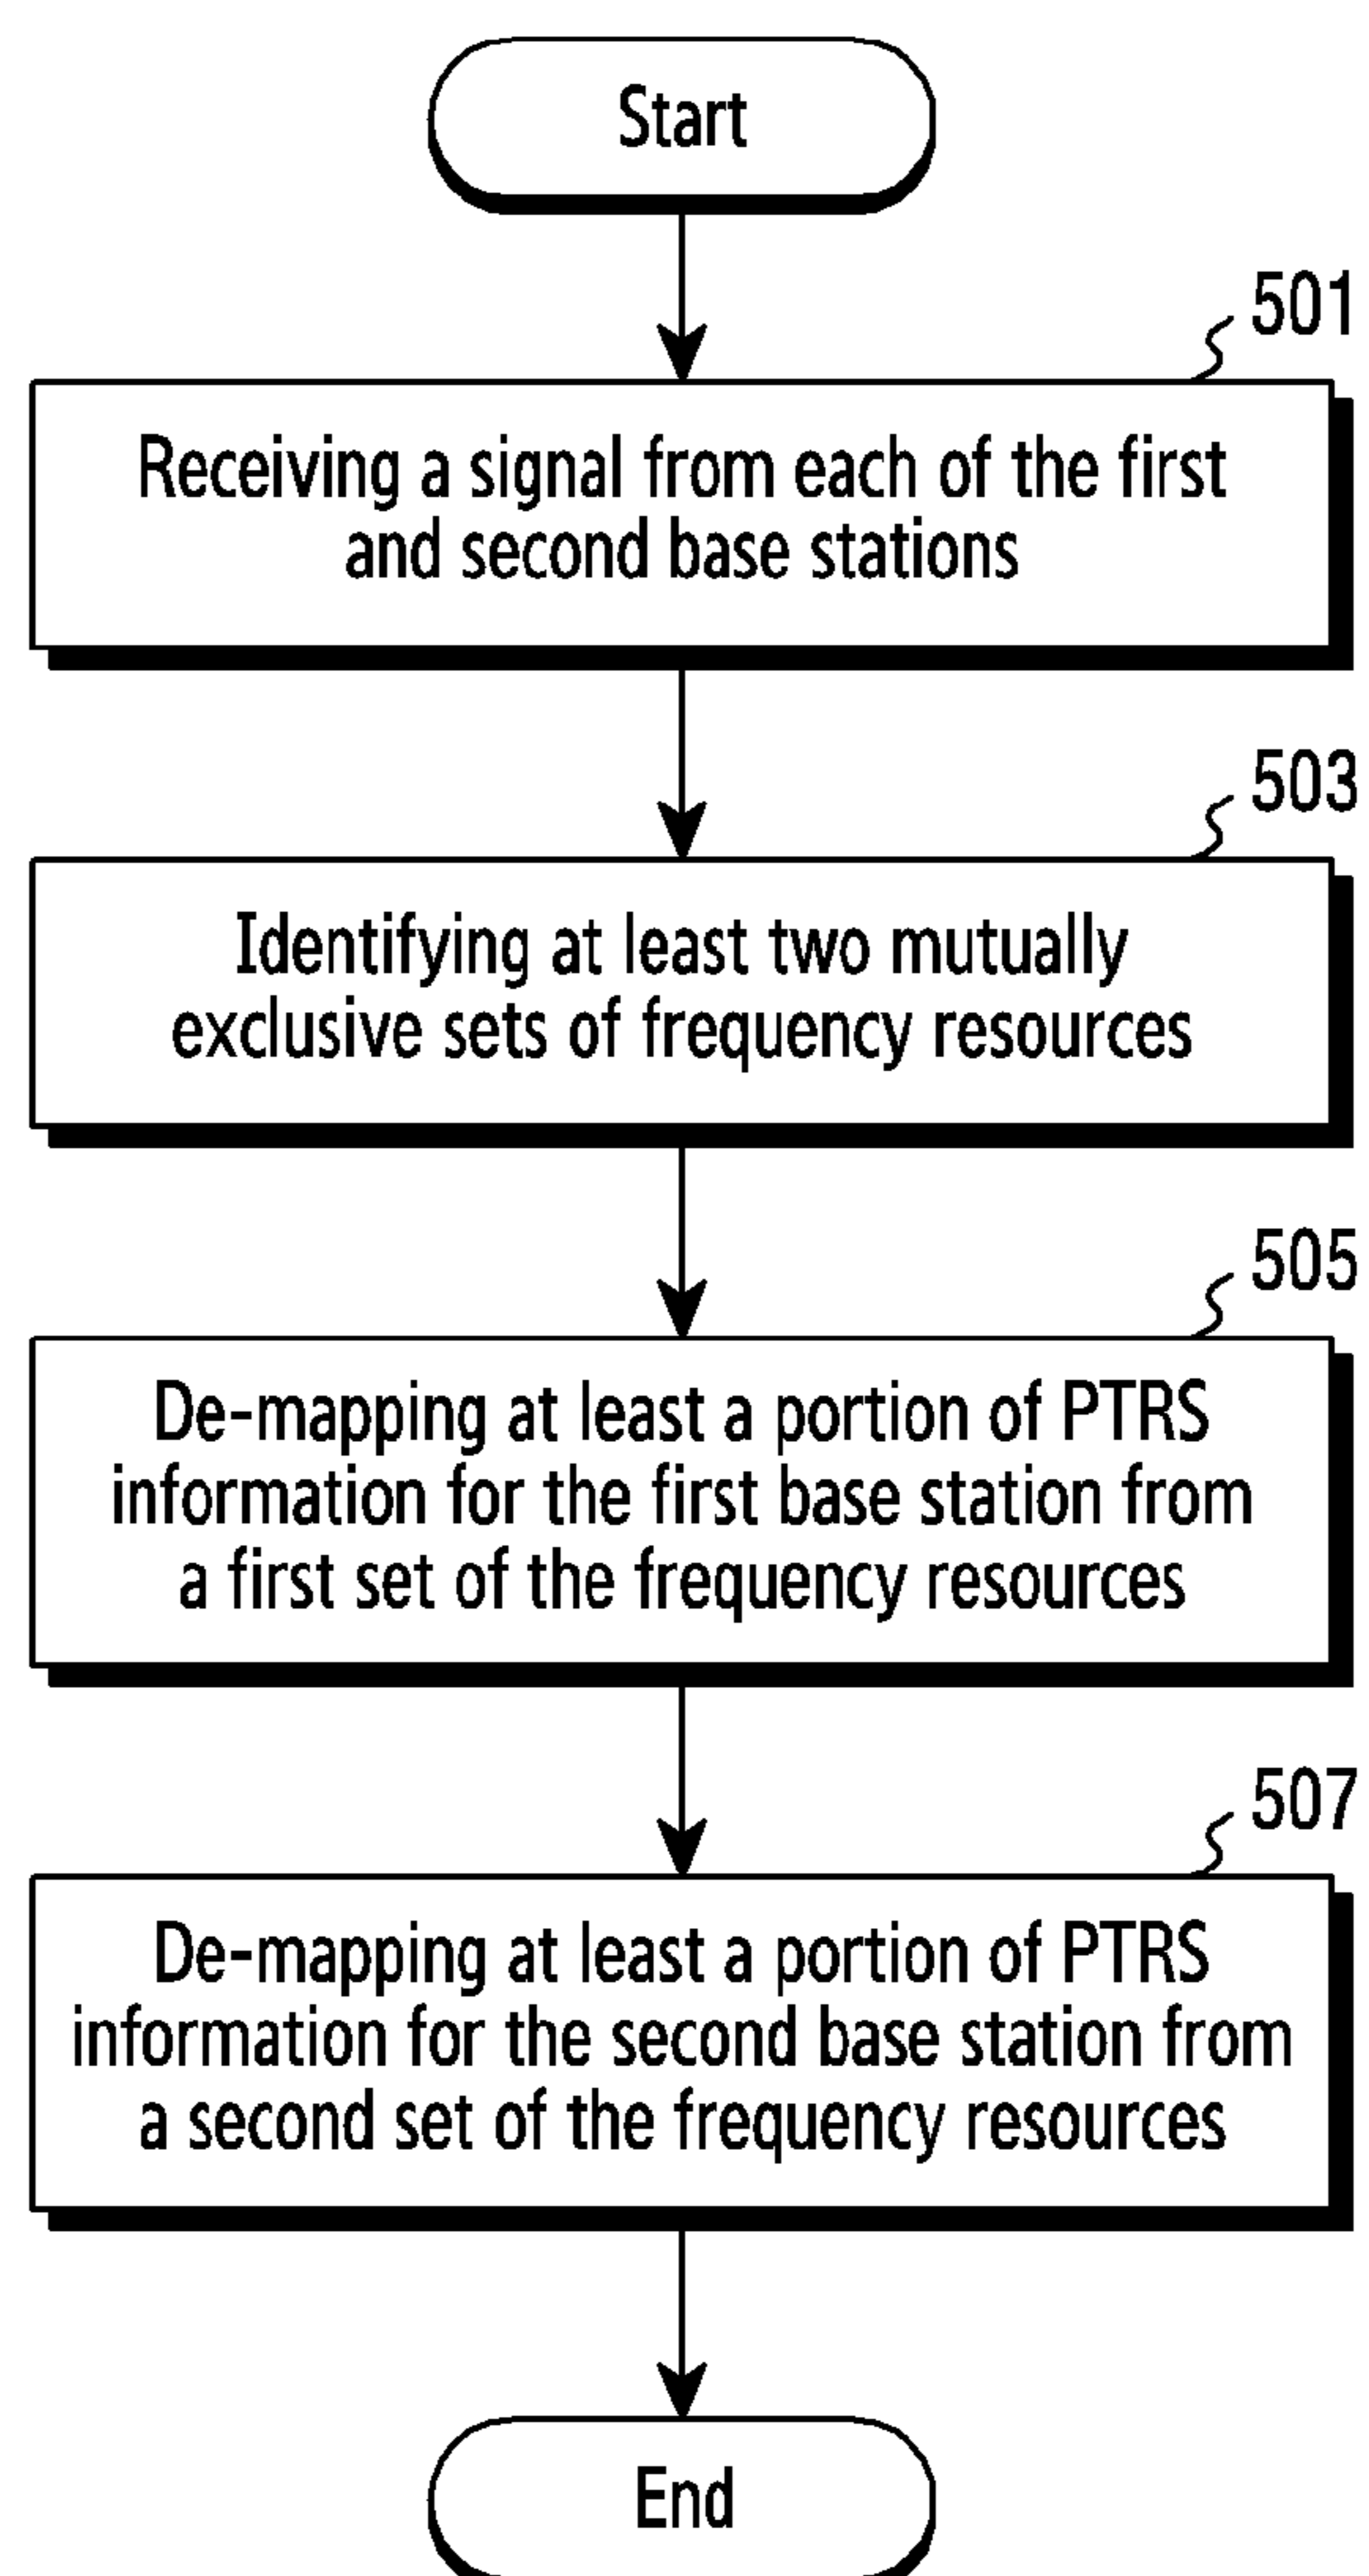 Start
501
Receiving a signal from each of the first
and second base stations
503
Identifying at least two mutually
exclusive sets of frequency resources
505
De-mapping at least a portion of PTRS
information for the first base station from
a first set of the frequency resources
507
De-mapping at least a portion of PTRS
information for the second base station from
a second set of the frequency resources
End